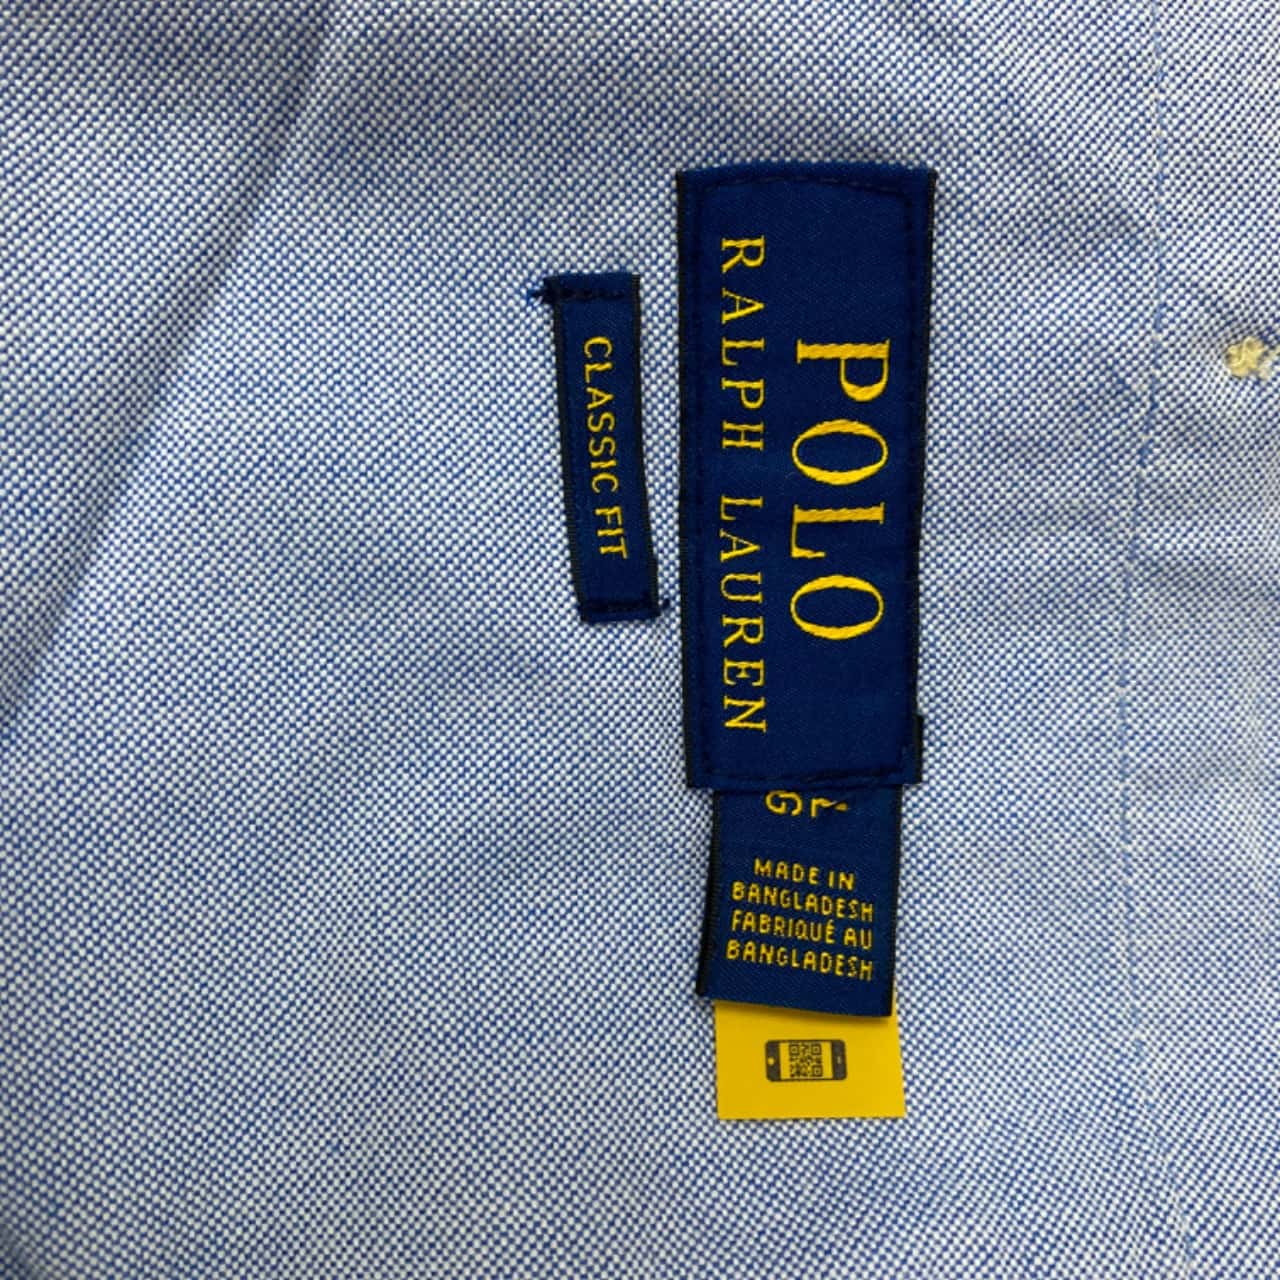 POLO
RALPH LAUREN
CLASSIC FIT
MADE IN
BANGLADESH
FABRIQUÉ AU
BANGLADESH